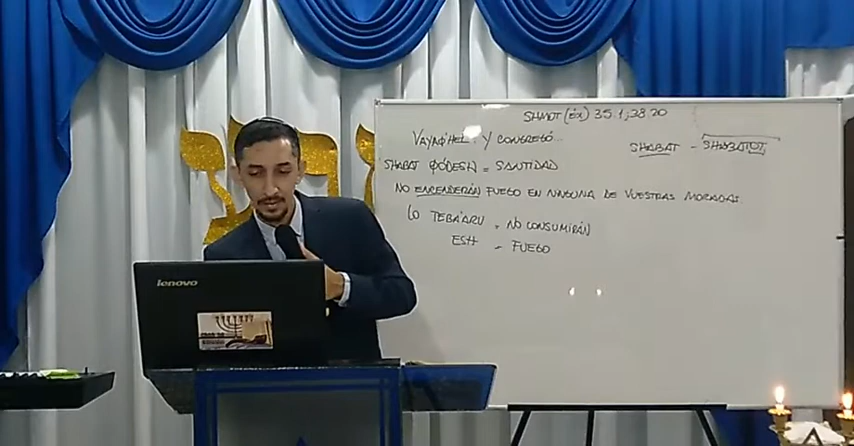 SHMOT (Éx) 35.1;38.20
VAYAQ'HEL: Y CONGREGÓ...
SHABAT - SHABATOT
SHABAT QÓDESH = SANTIDAD
NO ENCENDERÁN FUEGO EN NINGUNA DE VUESTRAS MORADAS.
LO TEBA'ARU = NO CONSUMIRÁN
ESH - FUEGO
lenovo